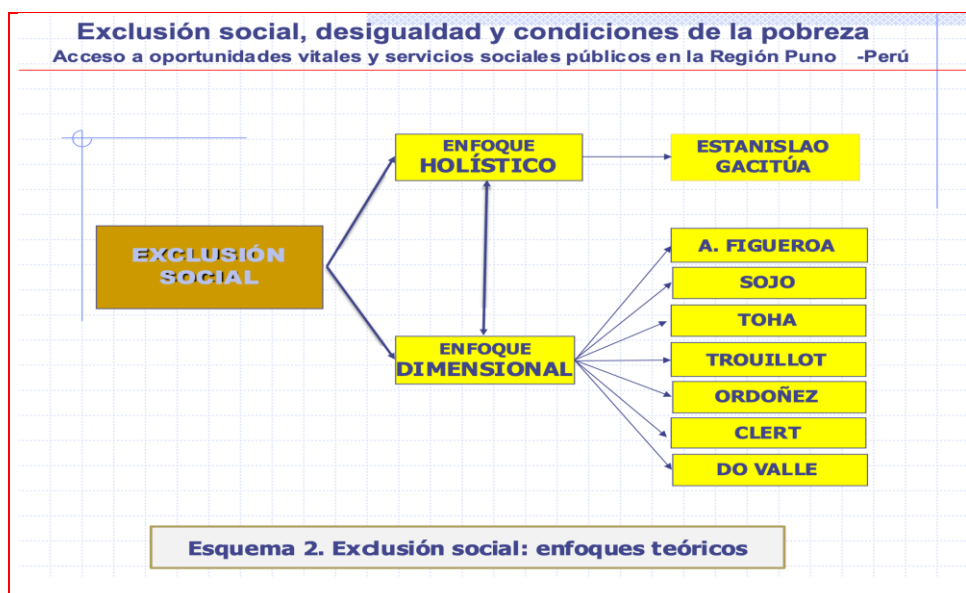 Exclusión social, desigualdad y condiciones de la pobreza
Acceso a oportunidades vitales y servicios sociales públicos en la Región Puno -Perú
ENFOQUE
HOLÍSTICO
ESTANISLAO
GACITÚA
EXCLUSIÓN
SOCIAL
A. FIGUEROA
SOJO
TOHA
ENFOQUE
DIMENSIONAL
TROUILLOT
ORDOÑEZ
CLERT
DO VALLE
Esquema 2. Exclusión social: enfoques teóricos